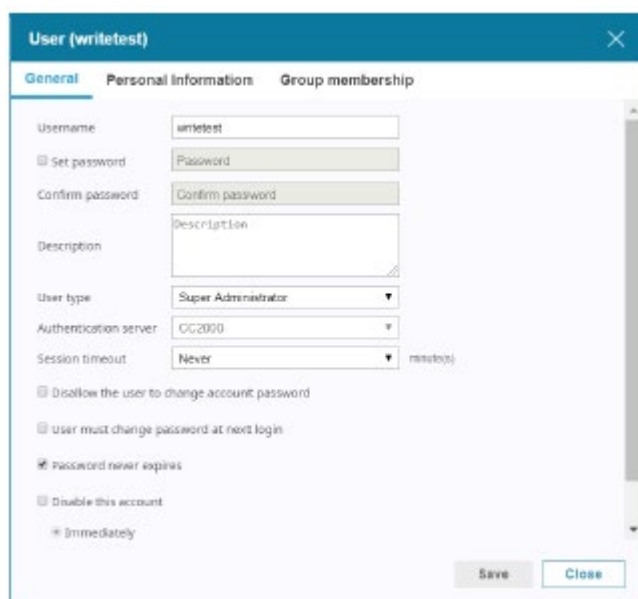 User (writetest)
General Personal Information Group membership
Username writetest
Set password Password
Confirm password Confirm password
Description Description
User type Super Administrator
Authentication server CC2000
Session timeout Never minute(s)
Disallow the user to change account password
User must change password at next login
Password never expires
Disable this account
Immediately
Save Close